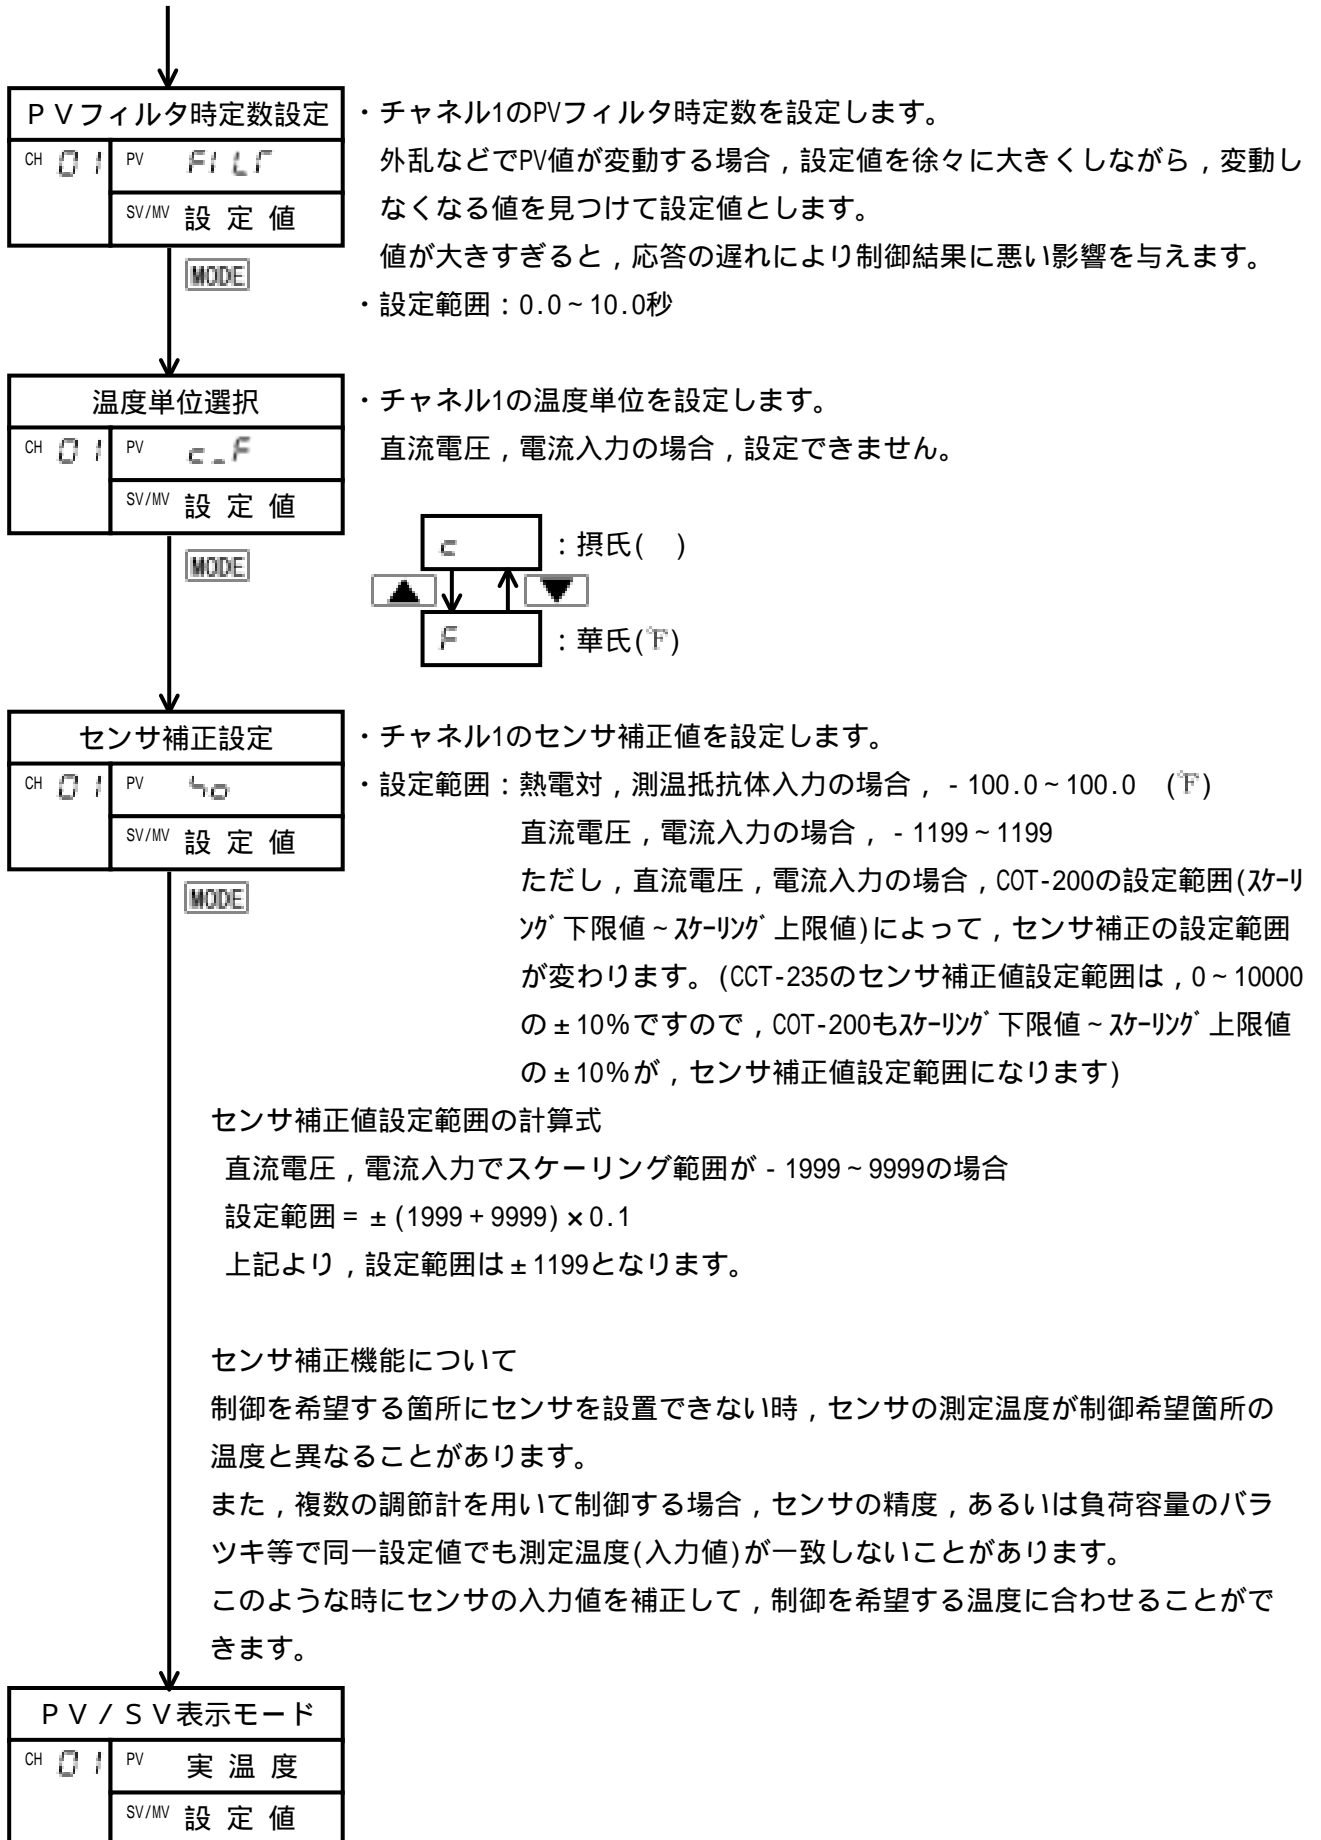 ＰＶフィルタ時定数設定
CH 01 PV FILT
SV/MV 設定値
MODE
・チャネル1のPVフィルタ時定数を設定します。
外乱などでPV値が変動する場合，設定値を徐々に大きくしながら，変動し
なくなる値を見つけて設定値とします。
値が大きすぎると，応答の遅れにより制御結果に悪い影響を与えます。
・設定範囲：0.0～10.0秒
温度単位選択
CH 01 PV c_F
SV/MV 設定値
MODE
・チャネル1の温度単位を設定します。
直流電圧，電流入力の場合，設定できません。
c ：摂氏( )
▲ ▼
F ：華氏(℉)
センサ補正設定
CH 01 PV so
SV/MV 設定値
MODE
・チャネル1のセンサ補正値を設定します。
・設定範囲：熱電対，測温抵抗体入力の場合，－100.0～100.0 (℉)
直流電圧，電流入力の場合，－1199～1199
ただし，直流電圧，電流入力の場合，COT-200の設定範囲(ｽｹｰﾘ
ﾝｸﾞ下限値～ｽｹｰﾘﾝｸﾞ上限値)によって，センサ補正の設定範囲
が変わります。(CCT-235のセンサ補正値設定範囲は，0～10000
の±10％ですので，COT-200もｽｹｰﾘﾝｸﾞ下限値～ｽｹｰﾘﾝｸﾞ上限値
の±10％が，センサ補正値設定範囲になります)
センサ補正値設定範囲の計算式
直流電圧，電流入力でスケーリング範囲が－1999～9999の場合
設定範囲＝±(1999＋9999)×0.1
上記より，設定範囲は±1199となります。
センサ補正機能について
制御を希望する箇所にセンサを設置できない時，センサの測定温度が制御希望箇所の
温度と異なることがあります。
また，複数の調節計を用いて制御する場合，センサの精度，あるいは負荷容量のバラ
ツキ等で同一設定値でも測定温度(入力値)が一致しないことがあります。
このような時にセンサの入力値を補正して，制御を希望する温度に合わせることがで
きます。
ＰＶ／ＳＶ表示モード
CH 01 PV 実温度
SV/MV 設定値